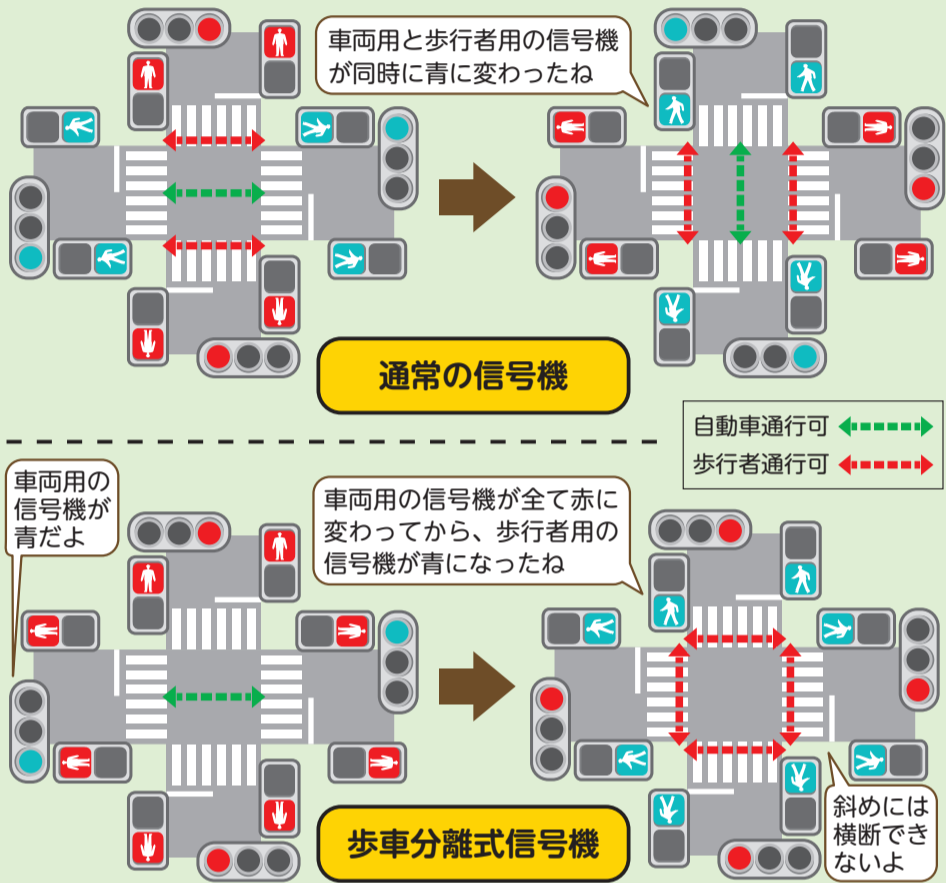 車両用と歩行者用の信号機
が同時に青に変わったね
通常の信号機
自動車通行可
歩行者通行可
車両用の
信号機が
青だよ
車両用の信号機が全て赤に
変わってから、歩行者用の
信号機が青になったね
歩車分離式信号機
斜めには
横断でき
ないよ